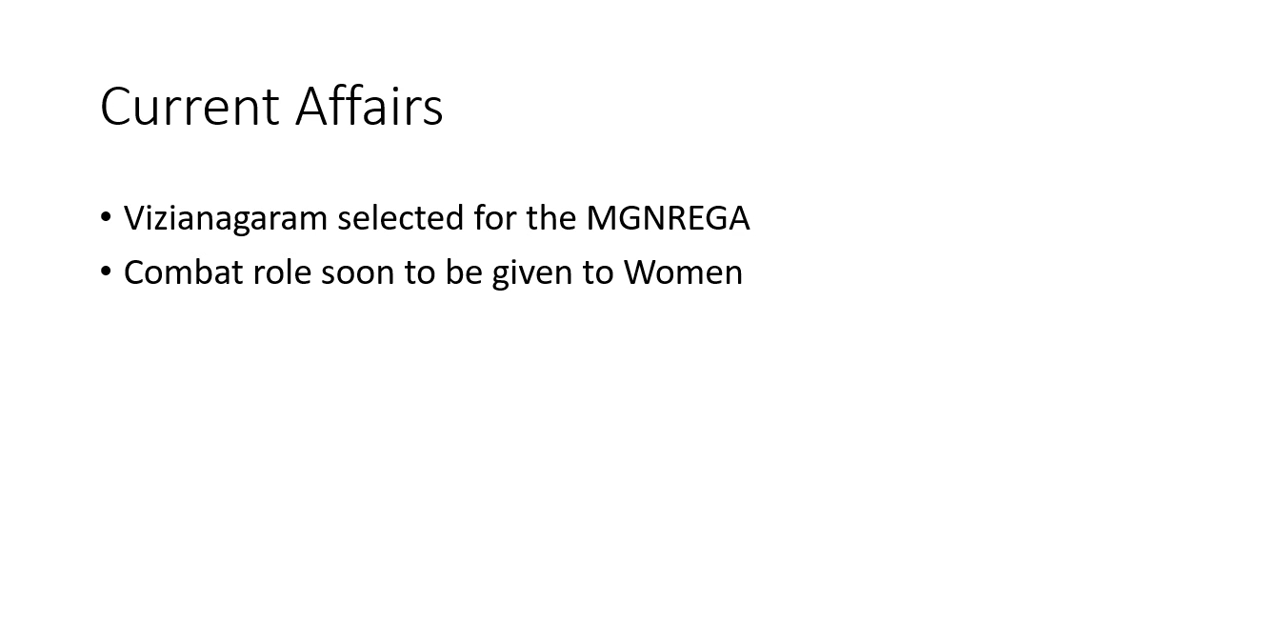 Current Affairs
• Vizianagaram selected for the MGNREGA
• Combat role soon to be given to Women